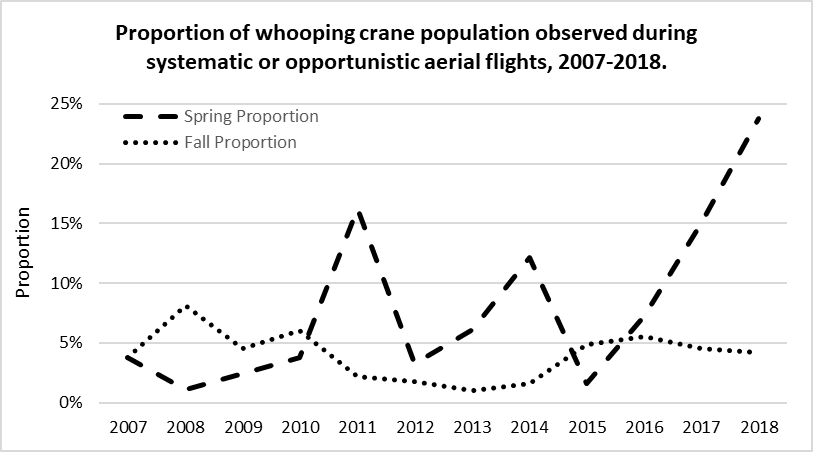 Proportion of whooping crane population observed during
systematic or opportunistic aerial flights, 2007-2018.
25%
Spring Proportion
Fall Proportion
20%
15%
10%
5%
0%
Proportion
2007 2008 2009 2010 2011 2012 2013 2014 2015 2016 2017 2018